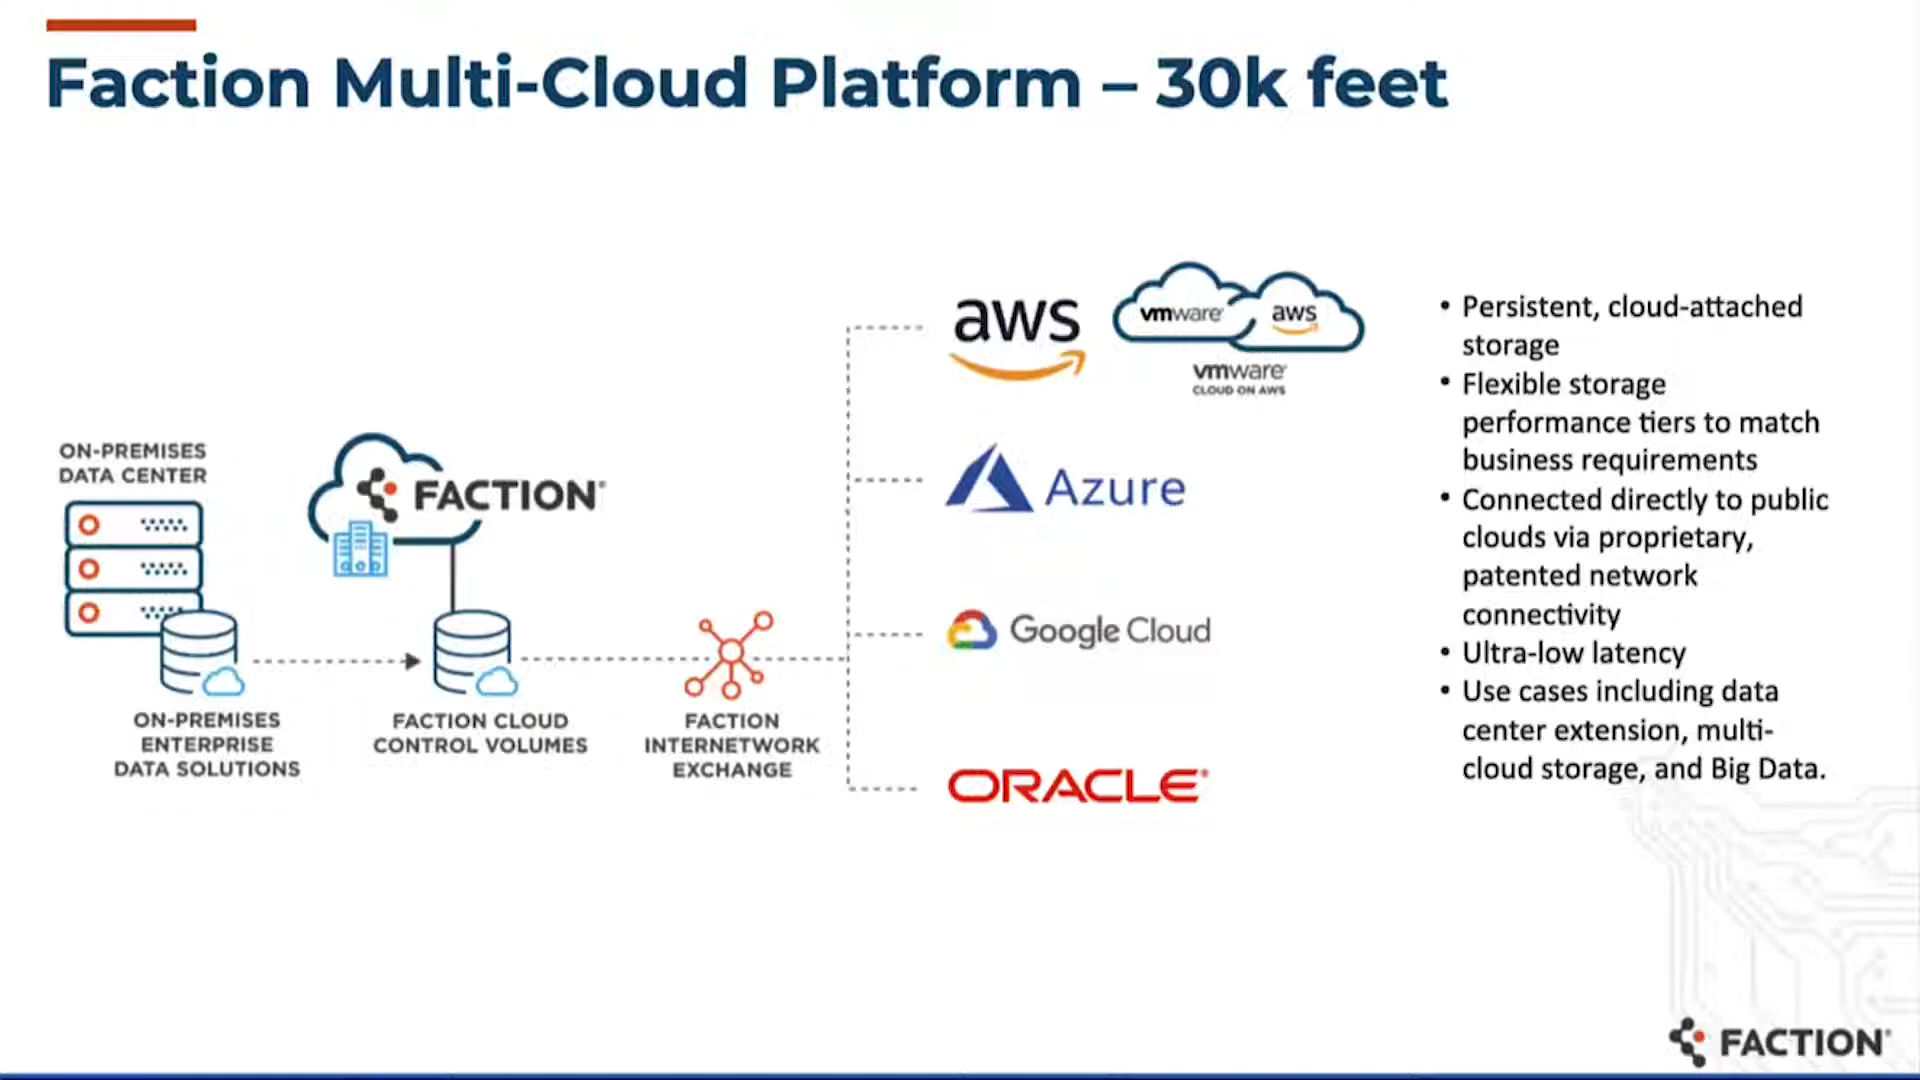 Faction Multi-Cloud Platform – 30k feet
ON-PREMISES
DATA CENTER
FACTION®
ON-PREMISES
ENTERPRISE
DATA SOLUTIONS
FACTION CLOUD
CONTROL VOLUMES
FACTION
INTERNETWORK
EXCHANGE
aws
vmware
aws
vmware
CLOUD ON AWS
Azure
Google Cloud
ORACLE®
• Persistent, cloud-attached
storage
• Flexible storage
performance tiers to match
business requirements
• Connected directly to public
clouds via proprietary,
patented network
connectivity
• Ultra-low latency
• Use cases including data
center extension, multi-
cloud storage, and Big Data.
FACTION®